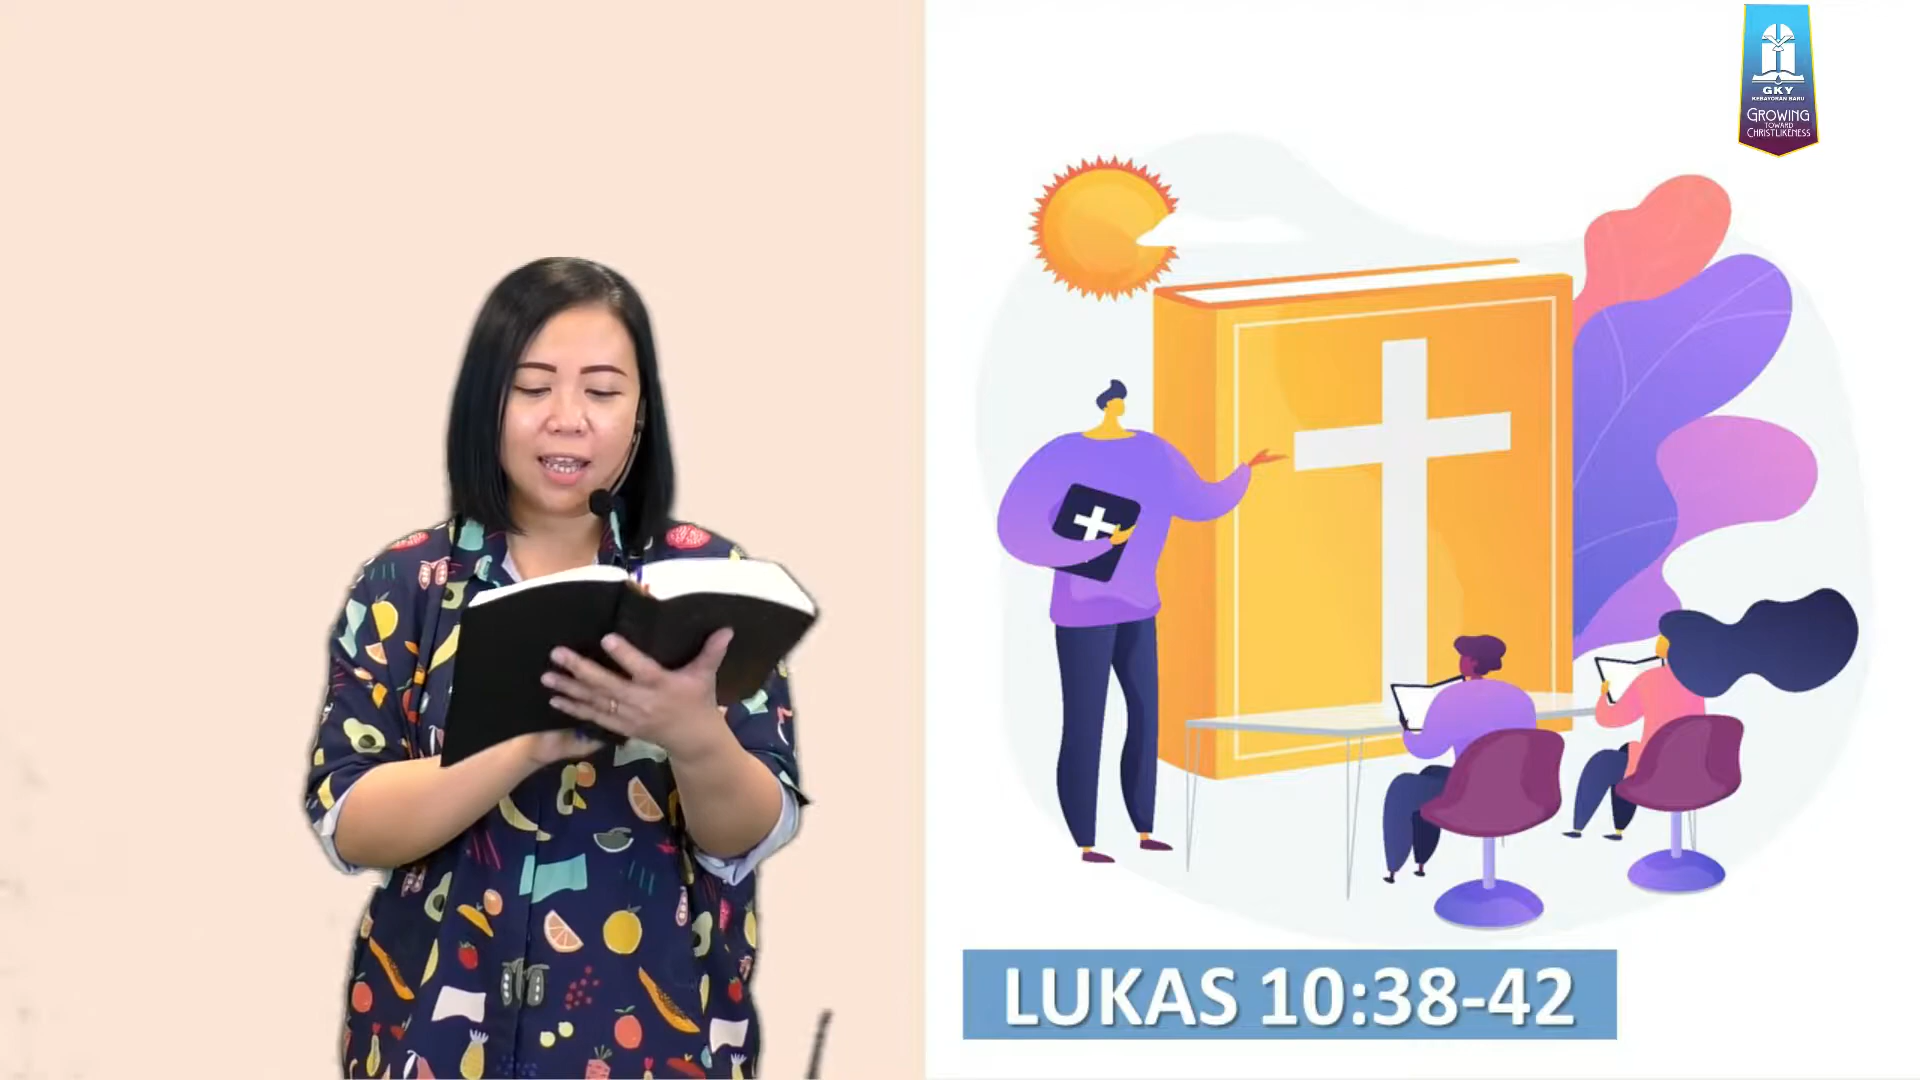 GKY
KEBAYORAN BARU
GROWING
TOWARD
CHRISTLIKENESS
LUKAS 10:38-42